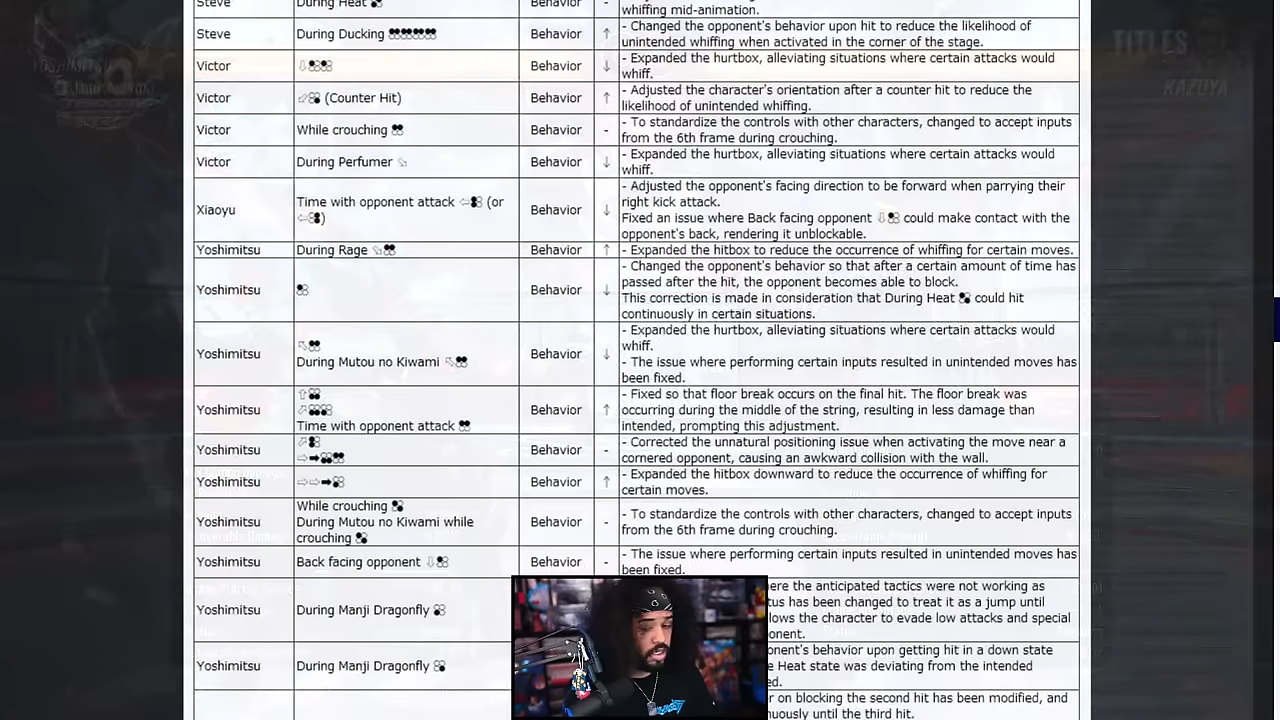 Steve During Heat Behavior - whiffing mid-animation.
Steve During Ducking Behavior ↑ - Changed the opponent's behavior upon hit to reduce the likelihood of
unintended whiffing when activated in the corner of the stage.
Victor ⇩ Behavior ↓ - Expanded the hurtbox, alleviating situations where certain attacks would
whiff.
Victor (Counter Hit) Behavior ↑ - Adjusted the character's orientation after a counter hit to reduce the
likelihood of unintended whiffing.
Victor While crouching Behavior - - To standardize the controls with other characters, changed to accept inputs
from the 6th frame during crouching.
Victor During Perfumer Behavior ↓ - Expanded the hurtbox, alleviating situations where certain attacks would
whiff.
Xiaoyu Time with opponent attack ⇦ (or
⇦) Behavior ↓ - Adjusted the opponent's facing direction to be forward when parrying their
right kick attack.
Fixed an issue where Back facing opponent ⇩ could make contact with the
opponent's back, rendering it unblockable.
Yoshimitsu During Rage Behavior ↑ - Expanded the hitbox to reduce the occurrence of whiffing for certain moves.
Yoshimitsu Behavior ↓ - Changed the opponent's behavior so that after a certain amount of time has
passed after the hit, the opponent becomes able to block.
This correction is made in consideration that During Heat could hit
continuously in certain situations.
Yoshimitsu During Mutou no Kiwami Behavior ↓ - Expanded the hurtbox, alleviating situations where certain attacks would
whiff.
- The issue where performing certain inputs resulted in unintended moves has
been fixed.
Yoshimitsu ⇧
Time with opponent attack Behavior ↑ - Fixed so that floor break occurs on the final hit. The floor break was
occurring during the middle of the string, resulting in less damage than
intended, prompting this adjustment.
Yoshimitsu Behavior - - Corrected the unnatural positioning issue when activating the move near a
cornered opponent, causing an awkward collision with the wall.
Yoshimitsu ⇨⇨➡ Behavior ↑ - Expanded the hitbox downward to reduce the occurrence of whiffing for
certain moves.
Yoshimitsu While crouching
During Mutou no Kiwami while
crouching Behavior - - To standardize the controls with other characters, changed to accept inputs
from the 6th frame during crouching.
Yoshimitsu Back facing opponent ⇩ Behavior - - The issue where performing certain inputs resulted in unintended moves has
been fixed.
Yoshimitsu During Manji Dragonfly ere the anticipated tactics were not working as
tus has been changed to treat it as a jump until
lows the character to evade low attacks and special
onent.
Yoshimitsu During Manji Dragonfly onent's behavior upon getting hit in a down state
e Heat state was deviating from the intended
ed.
r on blocking the second hit has been modified, and
nuously until the third hit.
TITLES
KAZUYA
YOSHIMITSU